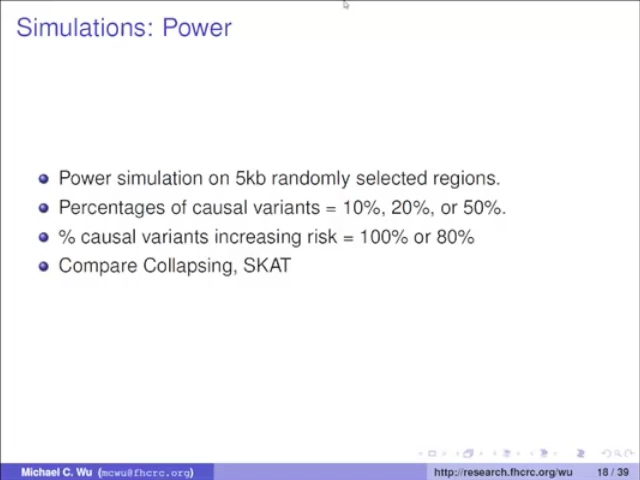 Simulations: Power
Power simulation on 5kb randomly selected regions.
Percentages of causal variants = 10%, 20%, or 50%.
% causal variants increasing risk = 100% or 80%
Compare Collapsing, SKAT
Michael C. Wu (mcwu@fhcrc.org)
http://research.fhcrc.org/wu
18 / 39